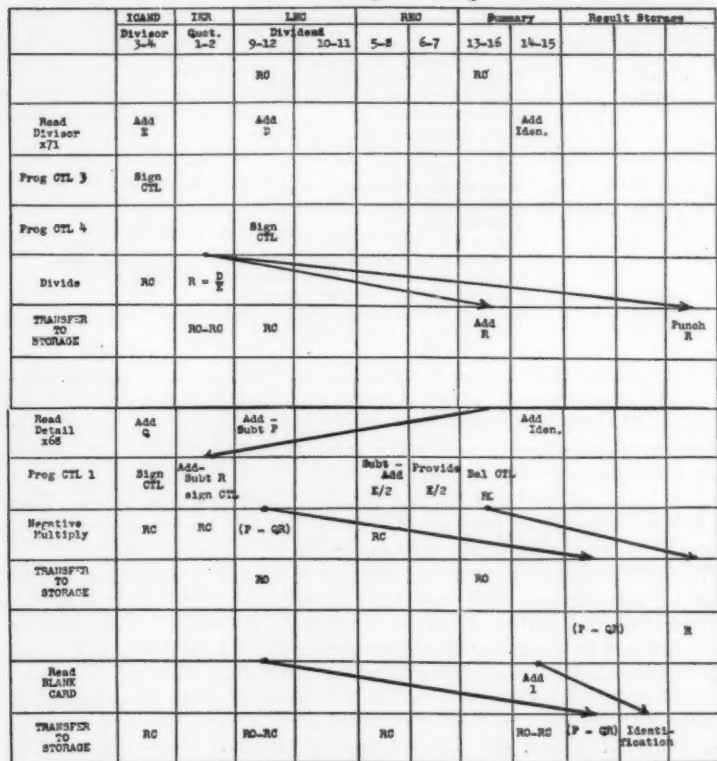 ICAND IER LHC RHC Summary Result Storage
Divisor Quot. Dividend
3-4 1-2 9-12 10-11 5-8 6-7 13-16 14-15
RC RC
Read Add Add Add
Divisor E D Iden.
x71
Prog CTL 3 Sign
CTL
Prog CTL 4 Sign
CTL
Divide RC R = D/E
TRANSFER RO-RC RC Add Punch
TO R R
STORAGE
Read Add Add - Add
Detail Q Subt P Iden.
x68
Prog CTL 1 Sign Add- Subt - Provide Bal CTL
CTL Subt R Add E/2
sign CTL E/2
Negative RC RC (P - QR) RC
Multiply
TRANSFER RO RO
TO
STORAGE
(P - QR) R
Read Add
BLANK 1
CARD
TRANSFER RC RO-RC RC RO-RC (P - QR) Identi-
TO fication
STORAGE